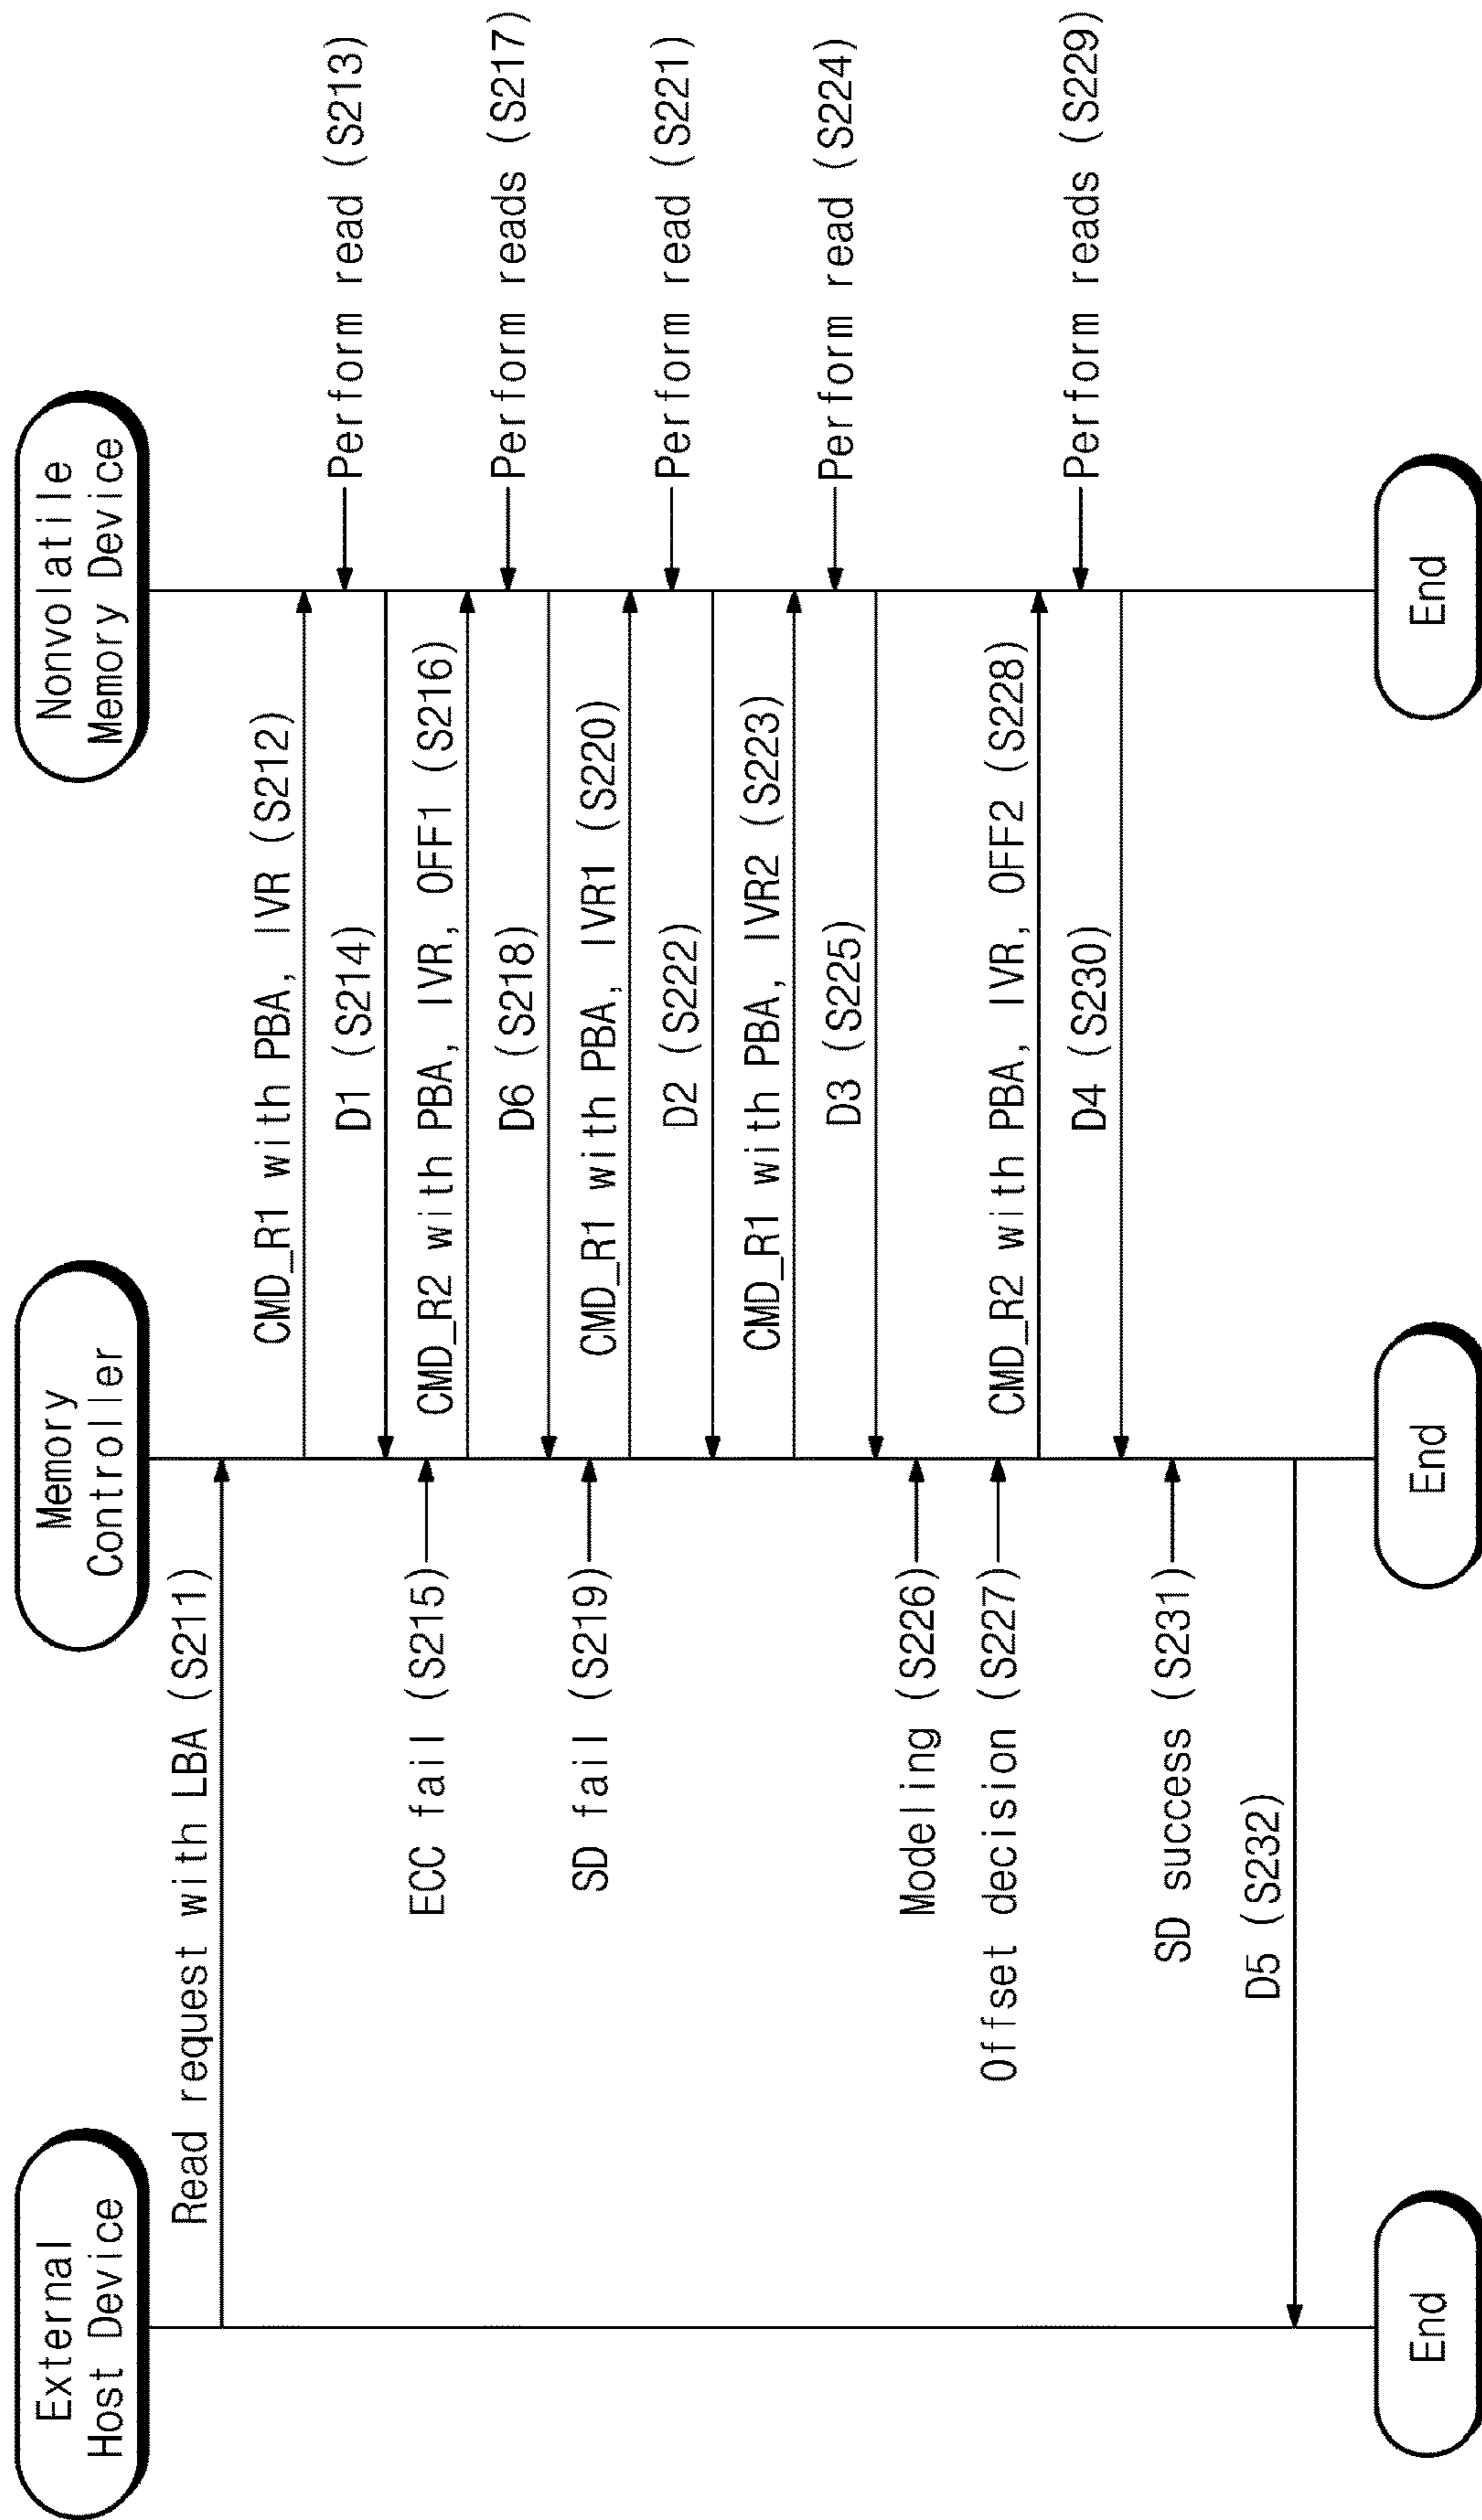 External
Host Device
Memory
Controller
Nonvolatile
Memory Device
Read request with LBA (S211)
CMD_R1 with PBA, IVR (S212)
Perform read (S213)
D1 (S214)
ECC fail (S215)
CMD_R2 with PBA, IVR, OFF1 (S216)
Perform reads (S217)
D6 (S218)
SD fail (S219)
CMD_R1 with PBA, IVR1 (S220)
Perform read (S221)
D2 (S222)
CMD_R1 with PBA, IVR2 (S223)
Perform read (S224)
D3 (S225)
Modeling (S226)
Offset decision (S227)
CMD_R2 with PBA, IVR, OFF2 (S228)
Perform reads (S229)
D4 (S230)
SD success (S231)
D5 (S232)
End
End
End